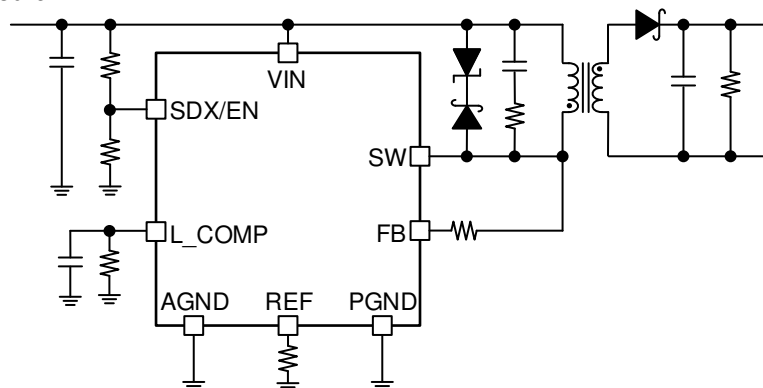 VIN
SDX/EN
SW
L_COMP
FB
AGND
REF
PGND